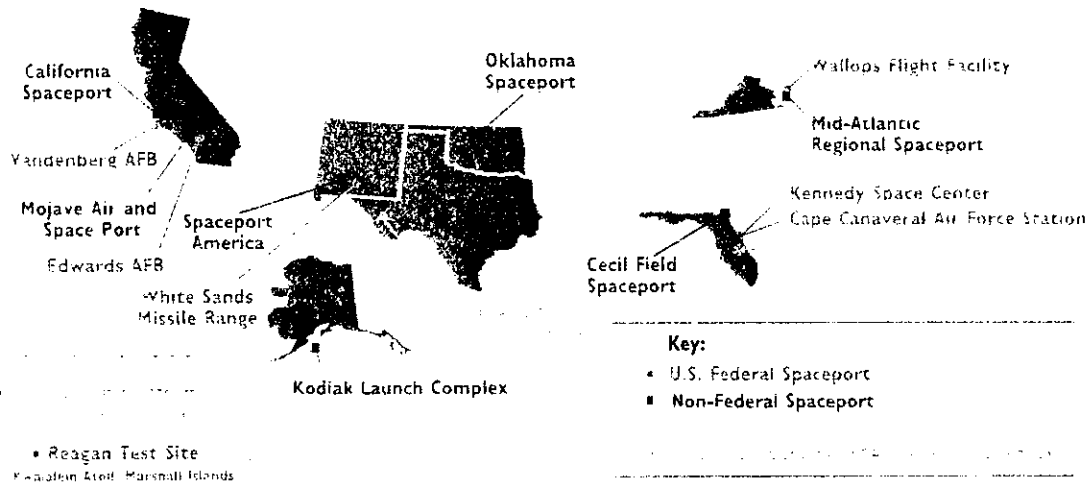 California
Spaceport
Vandenberg AFB
Mojave Air and
Space Port
Edwards AFB
Oklahoma
Spaceport
Spaceport
America
White Sands
Missile Range
Kodiak Launch Complex
Wallops Flight Facility
Mid-Atlantic
Regional Spaceport
Kennedy Space Center
Cape Canaveral Air Force Station
Cecil Field
Spaceport
Key:
U.S. Federal Spaceport
Non-Federal Spaceport
Reagan Test Site
Kwajalein Atoll, Marshall Islands